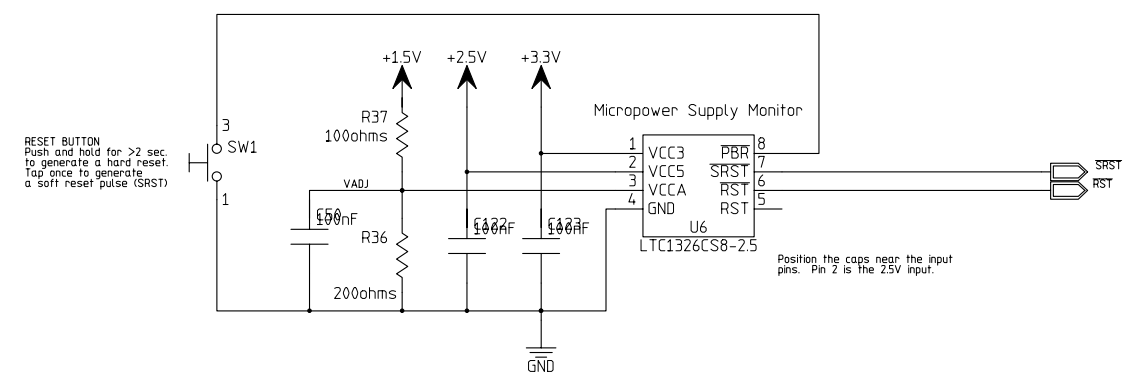 +1.5V +2.5V +3.3V
Micropower Supply Monitor
R37
100ohms
3
SW1
1
RESET BUTTON
Push and hold for >2 sec.
to generate a hard reset.
Tap once to generate
a soft reset pulse (SRST)
VADJ
1 VCC3 PBR 8
2 VCC5 SRST 7
3 VCCA RST 6
4 GND RST 5
U6
LTC1326CS8-2.5
SRST
RST
C50
100nF
R36
200ohms
C122
100nF
C123
100nF
Position the caps near the input
pins. Pin 2 is the 2.5V input.
GND